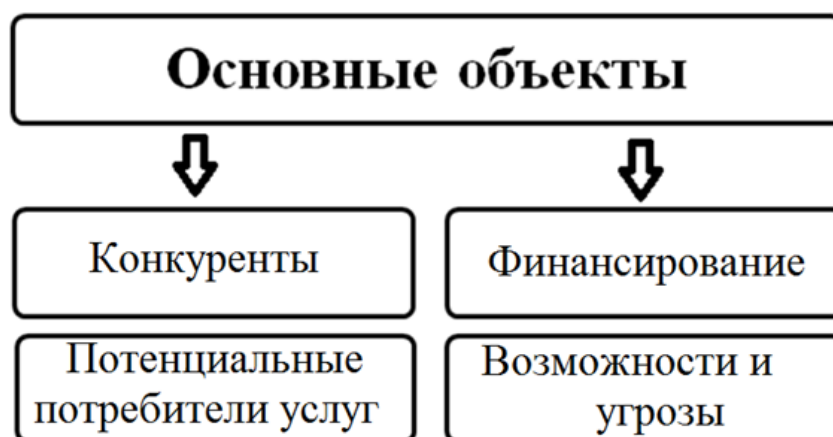 Основные объекты
Конкуренты
Финансирование
Потенциальные
потребители услуг
Возможности и
угрозы